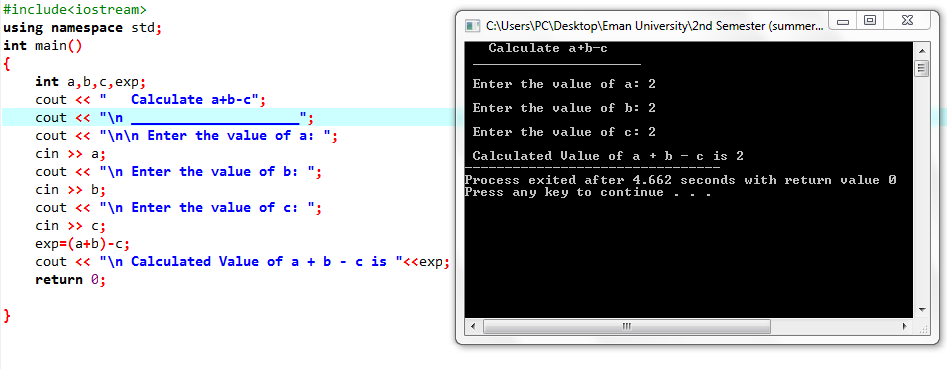 #include<iostream>
using namespace std;
int main()
{
    int a,b,c,exp;
    cout << "   Calculate a+b-c";
    cout << "\n _____________________";
    cout << "\n\n Enter the value of a: ";
    cin >> a;
    cout << "\n Enter the value of b: ";
    cin >> b;
    cout << "\n Enter the value of c: ";
    cin >> c;
    exp=(a+b)-c;
    cout << "\n Calculated Value of a + b - c is "<<exp;
    return 0;
}
C:\Users\PC\Desktop\Eman University\2nd Semester (summer...
   Calculate a+b-c
 _____________________
 Enter the value of a: 2
 Enter the value of b: 2
 Enter the value of c: 2
 Calculated Value of a + b - c is 2
--------------------------------
Process exited after 4.662 seconds with return value 0
Press any key to continue . . .